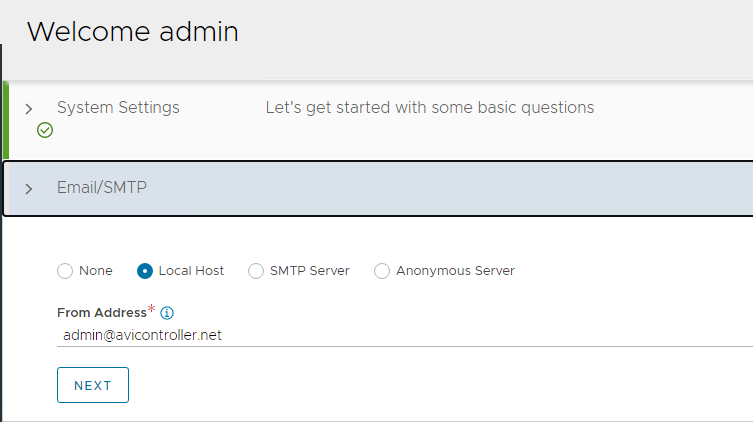 Welcome admin
System Settings Let's get started with some basic questions
Email/SMTP
None Local Host SMTP Server Anonymous Server
From Address*
admin@avicontroller.net
NEXT